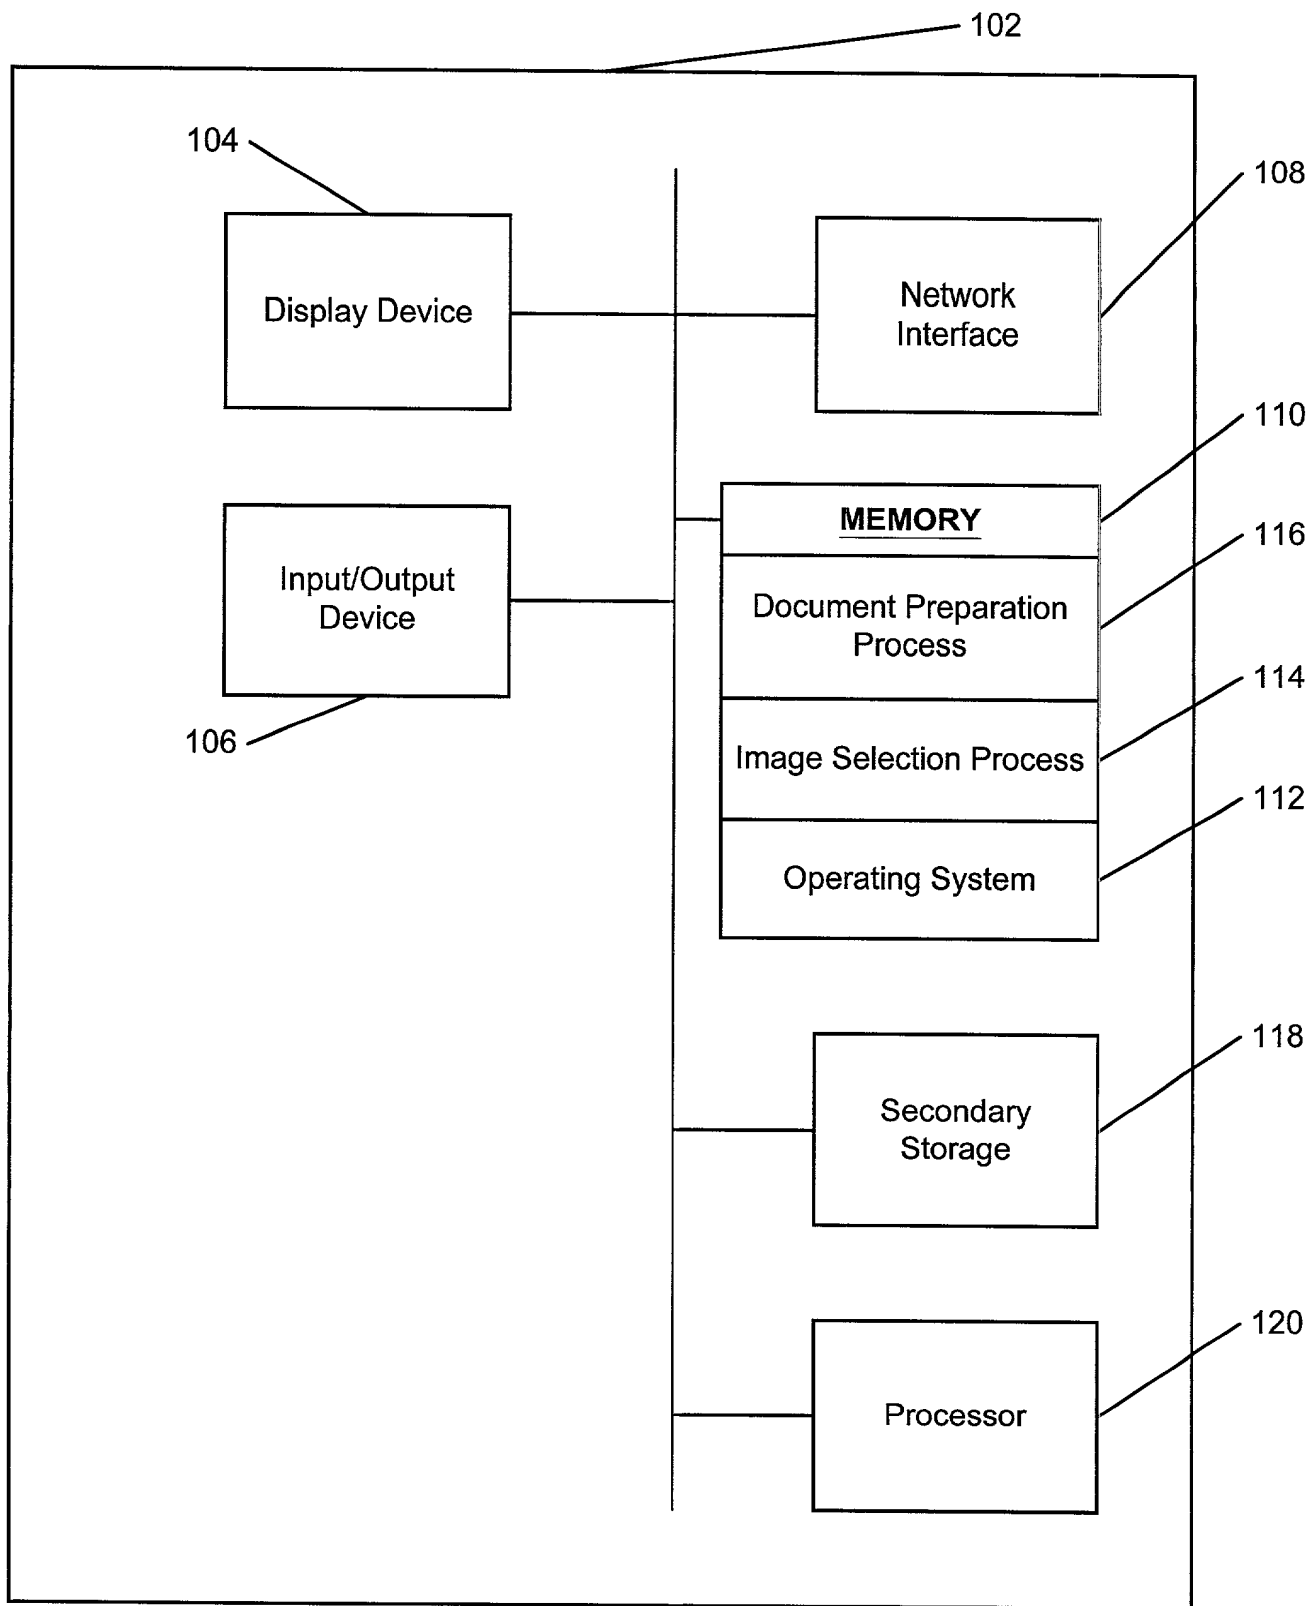 102
104
108
Display Device
Network
Interface
110
MEMORY
116
Input/Output
Device
Document Preparation
Process
114
106
Image Selection Process
112
Operating System
118
Secondary
Storage
120
Processor